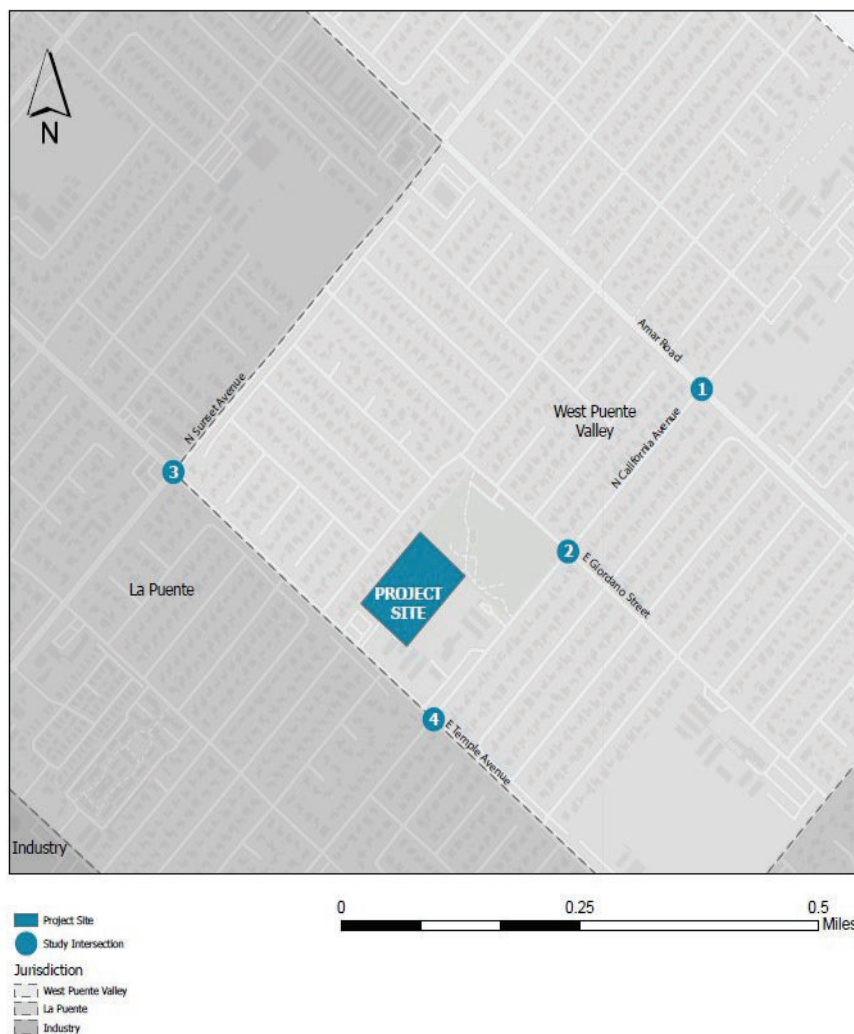 N
Amar Road
1
West Puente
Valley
N Sunset Avenue
N California Avenue
3
2
E Giordano Street
La Puente
PROJECT
SITE
4
E Temple Avenue
Industry
0
0.25
0.5
Miles
Project Site
Study Intersection
Jurisdiction
West Puente Valley
La Puente
Industry